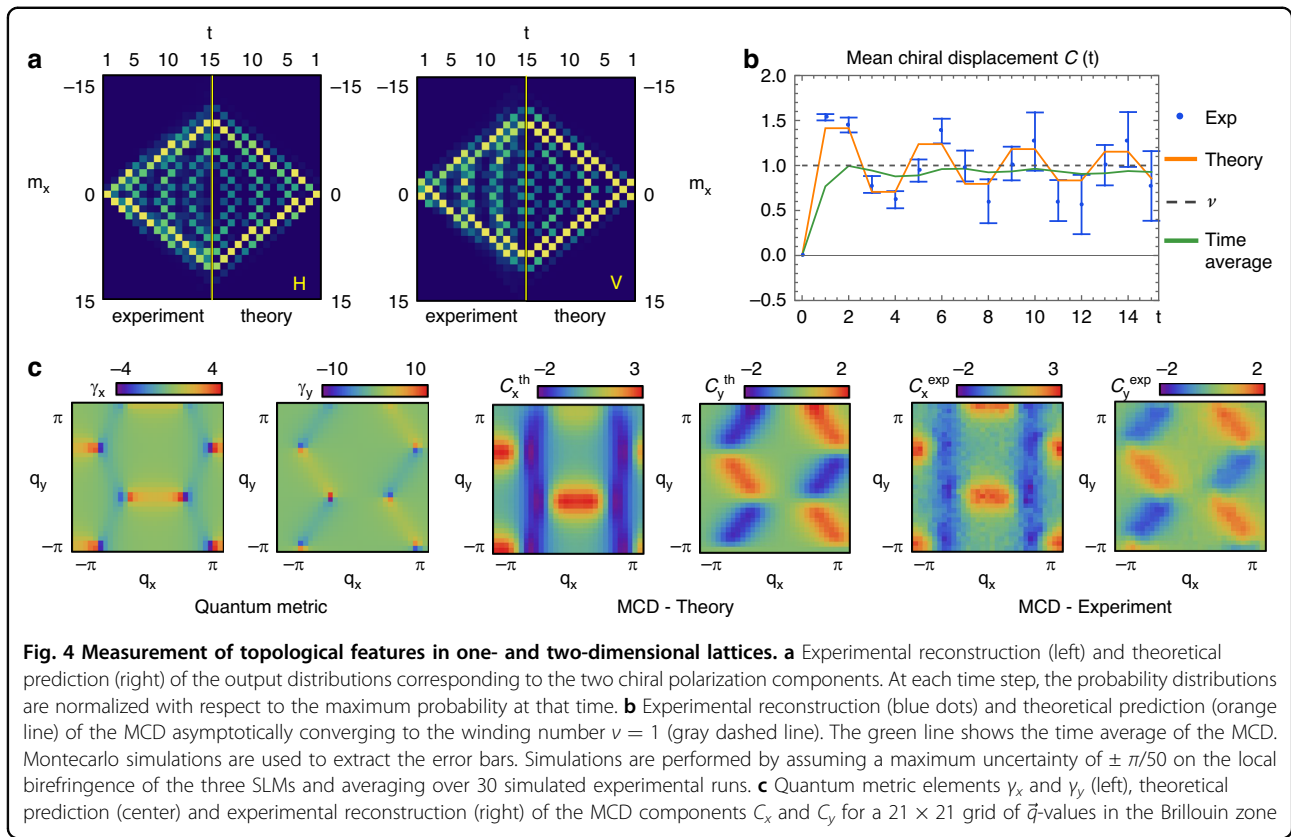 a
t
1 5 10 15 10 5 1
–15 –15
m_x
0 0
15 15
H
experiment theory
t
1 5 10 15 10 5 1
–15 –15
m_x
0 0
15 15
V
experiment theory
b
Mean chiral displacement C (t)
2.0
1.5
1.0
0.5
0.0
–0.5
0 2 4 6 8 10 12 14 t
Exp
Theory
ν
Time
average
c
–4 4
γ_x
π
q_y
–π
–π π
q_x
–10 10
γ_y
π
q_y
–π
–π π
q_x
Quantum metric
–2 3
C_x^th
π
q_y
–π
–π π
q_x
–2 2
C_y^th
π
q_y
–π
–π π
q_x
MCD - Theory
–2 3
C_x^exp
π
q_y
–π
–π π
q_x
–2 2
C_y^exp
π
q_y
–π
–π π
q_x
MCD - Experiment
Fig. 4 Measurement of topological features in one- and two-dimensional lattices. a Experimental reconstruction (left) and theoretical
prediction (right) of the output distributions corresponding to the two chiral polarization components. At each time step, the probability distributions
are normalized with respect to the maximum probability at that time. b Experimental reconstruction (blue dots) and theoretical prediction (orange
line) of the MCD asymptotically converging to the winding number ν = 1 (gray dashed line). The green line shows the time average of the MCD.
Montecarlo simulations are used to extract the error bars. Simulations are performed by assuming a maximum uncertainty of ± π/50 on the local
birefringence of the three SLMs and averaging over 30 simulated experimental runs. c Quantum metric elements γ_x and γ_y (left), theoretical
prediction (center) and experimental reconstruction (right) of the MCD components C_x and C_y for a 21 × 21 grid of q⃗-values in the Brillouin zone